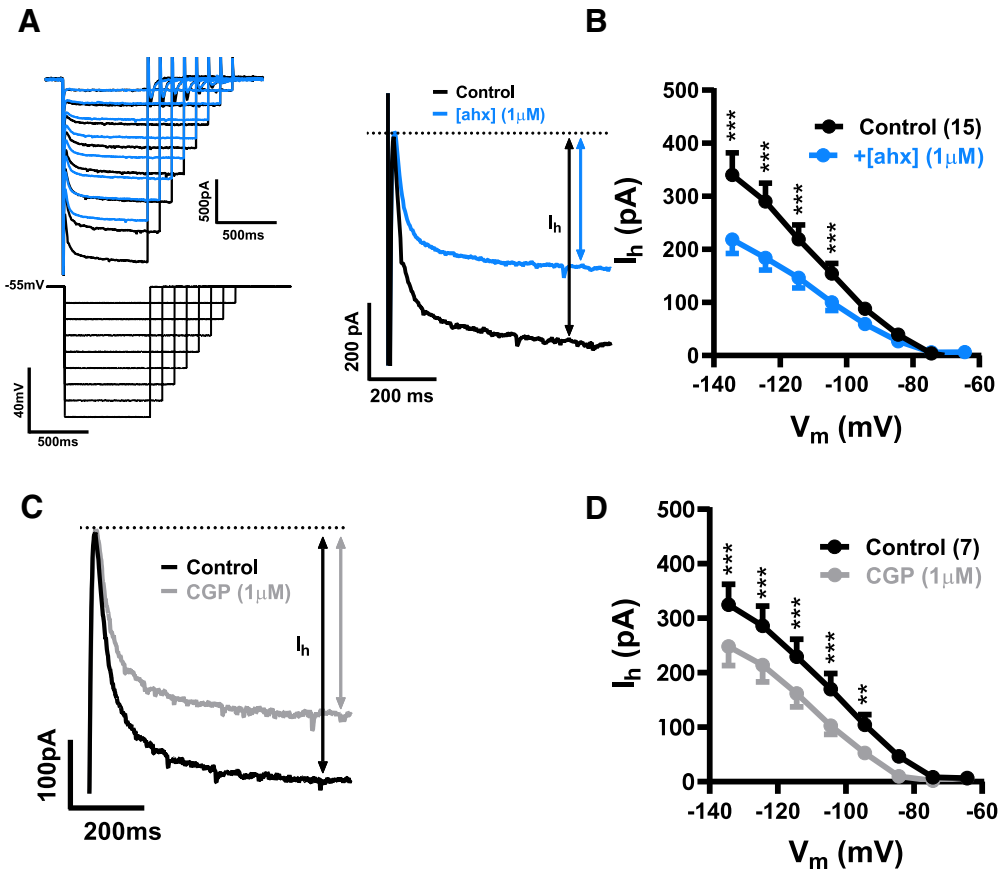 A
500pA
500ms
-55mV
40mV
500ms
Control
[ahx] (1μM)
Ih
200 pA
200 ms
B
500
400
300
200
100
0
Ih (pA)
***
***
***
***
Control (15)
+[ahx] (1μM)
-140
-120
-100
-80
-60
Vm (mV)
C
Control
CGP (1μM)
Ih
100pA
200ms
D
500
400
300
200
100
0
Ih (pA)
***
***
***
***
**
Control (7)
CGP (1μM)
-140
-120
-100
-80
-60
Vm (mV)